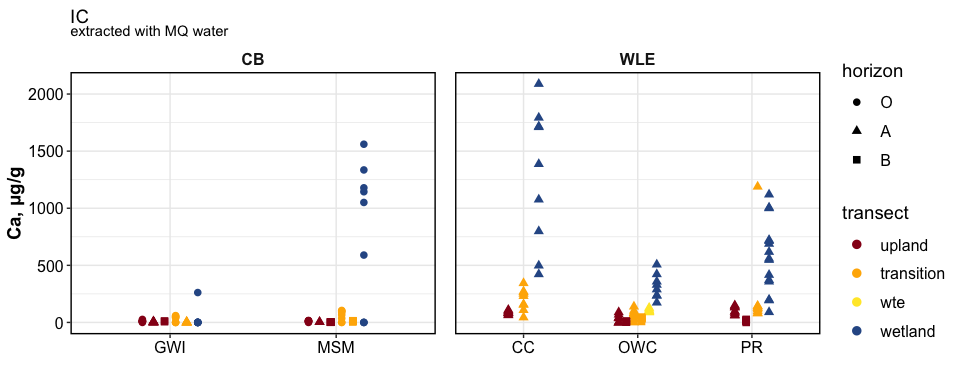 IC
extracted with MQ water
CB
WLE
Ca, µg/g
2000
1500
1000
500
0
GWI
MSM
CC
OWC
PR
horizon
O
A
B
transect
upland
transition
wte
wetland